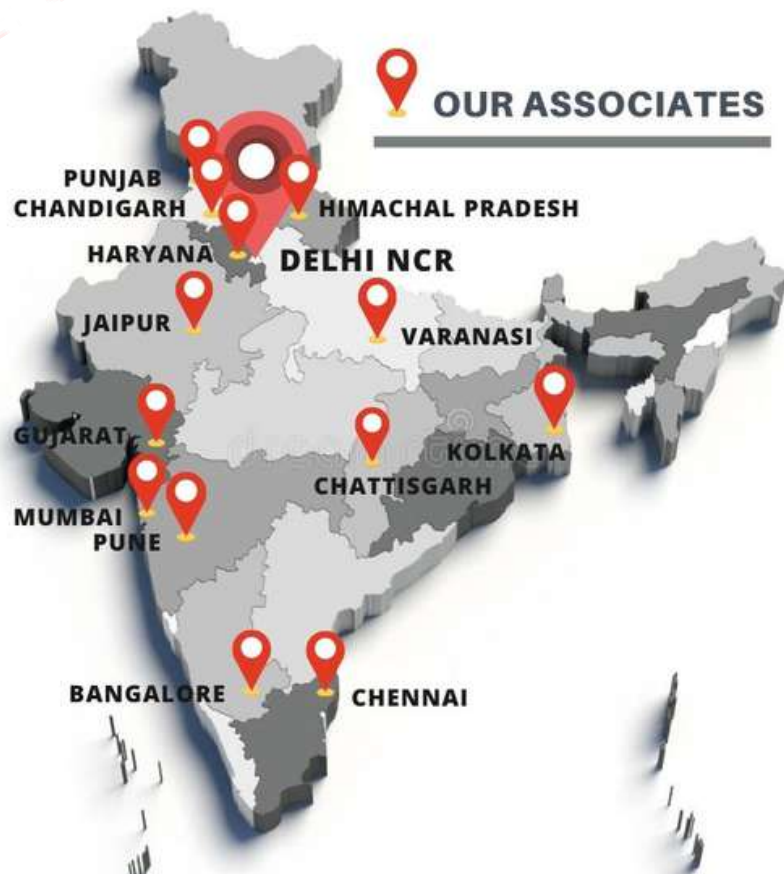 OUR ASSOCIATES
PUNJAB
CHANDIGARH
HIMACHAL PRADESH
HARYANA
DELHI NCR
JAIPUR
VARANASI
GUJARAT
KOLKATA
CHATTISGARH
MUMBAI
PUNE
BANGALORE
CHENNAI